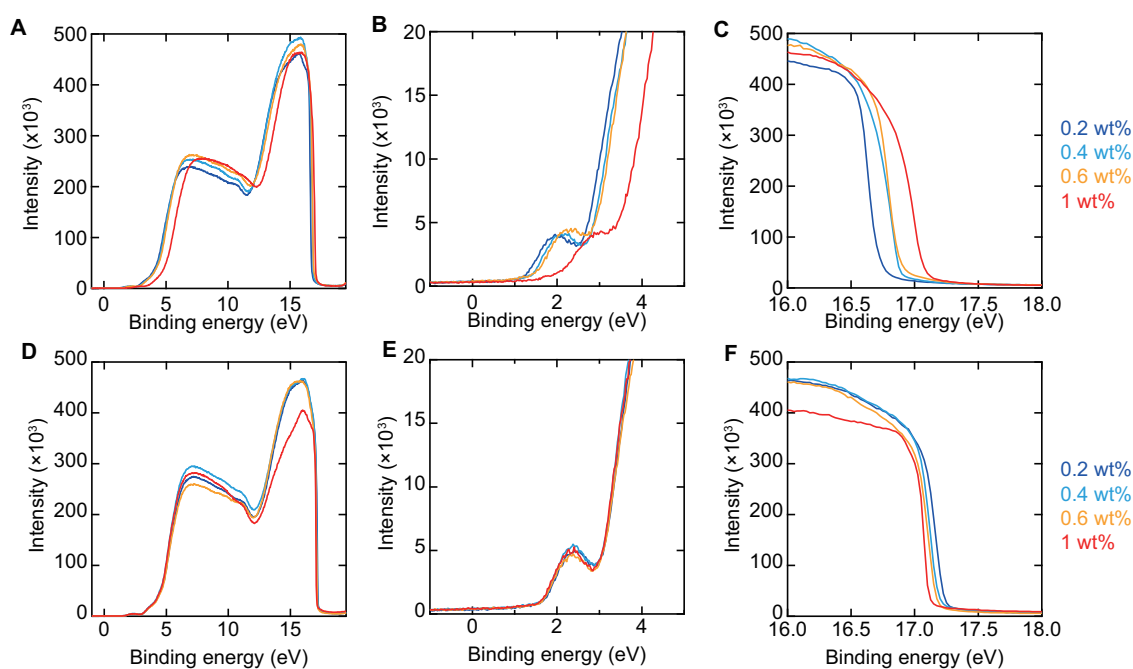 A
Intensity (×10³)
500
400
300
200
100
0
0 5 10 15
Binding energy (eV)
B
Intensity (x10³)
20
15
10
5
0
0 2 4
Binding energy (eV)
C
Intensity (×10³)
500
400
300
200
100
0
16.0 16.5 17.0 17.5 18.0
Binding energy (eV)
0.2 wt%
0.4 wt%
0.6 wt%
1 wt%
D
Intensity (×10³)
500
400
300
200
100
0
0 5 10 15
Binding energy (eV)
E
Intensity (×10³)
20
15
10
5
0
0 2 4
Binding energy (eV)
F
Intensity (×10³)
500
400
300
200
100
0
16.0 16.5 17.0 17.5 18.0
Binding energy (eV)
0.2 wt%
0.4 wt%
0.6 wt%
1 wt%